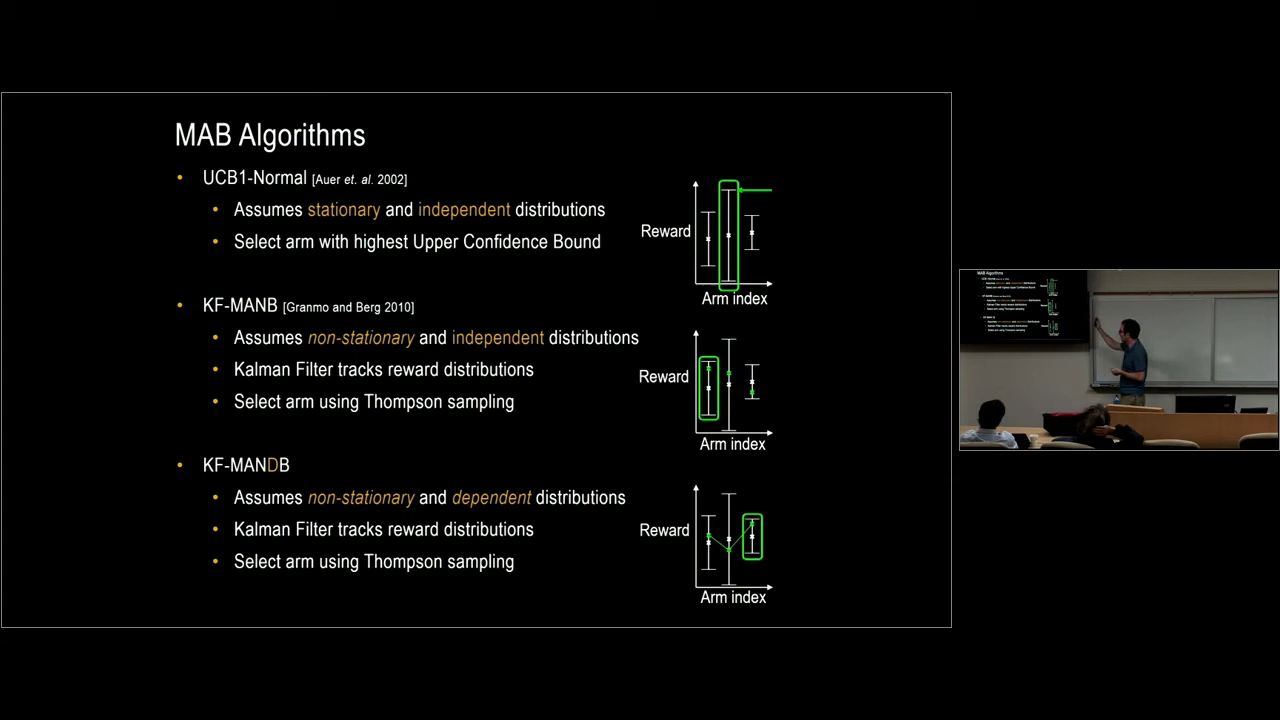 MAB Algorithms
• UCB1-Normal [Auer et. al. 2002]
• Assumes stationary and independent distributions
• Select arm with highest Upper Confidence Bound
Reward
Arm index
• KF-MANB [Granmo and Berg 2010]
• Assumes non-stationary and independent distributions
• Kalman Filter tracks reward distributions
• Select arm using Thompson sampling
Reward
Arm index
• KF-MANDB
• Assumes non-stationary and dependent distributions
• Kalman Filter tracks reward distributions
• Select arm using Thompson sampling
Reward
Arm index
MAB Algorithms